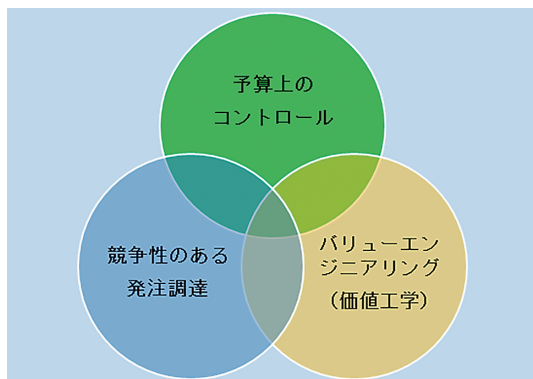 予算上の
コントロール
競争性のある
発注調達
バリューエン
ジニアリング
（価値工学）